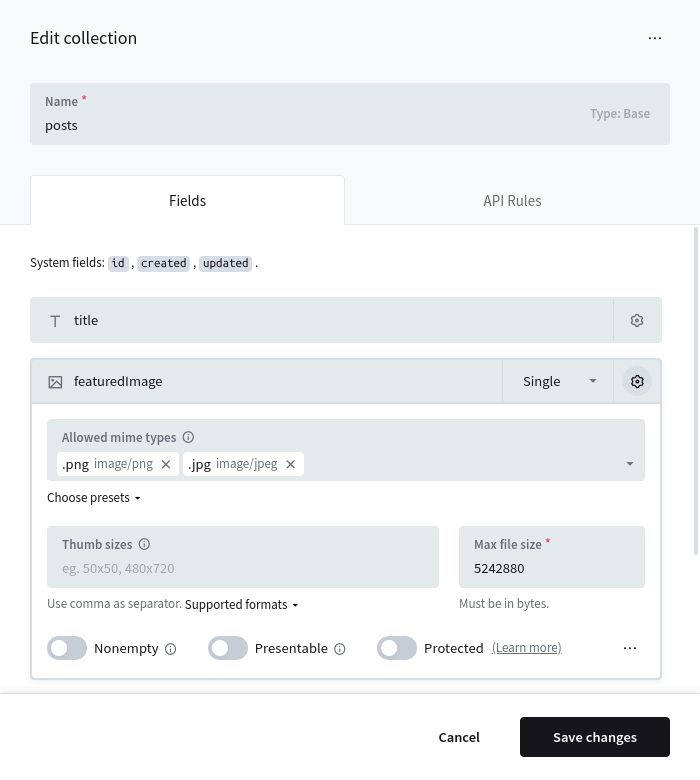 Edit collection
Name *
posts
Type: Base
Fields
API Rules
System fields: id , created , updated .
title
featuredImage
Single
Allowed mime types
.png image/png .jpg image/jpeg
Choose presets
Thumb sizes
eg. 50x50, 480x720
Max file size *
5242880
Use comma as separator. Supported formats
Must be in bytes.
Nonempty
Presentable
Protected (Learn more)
Cancel
Save changes